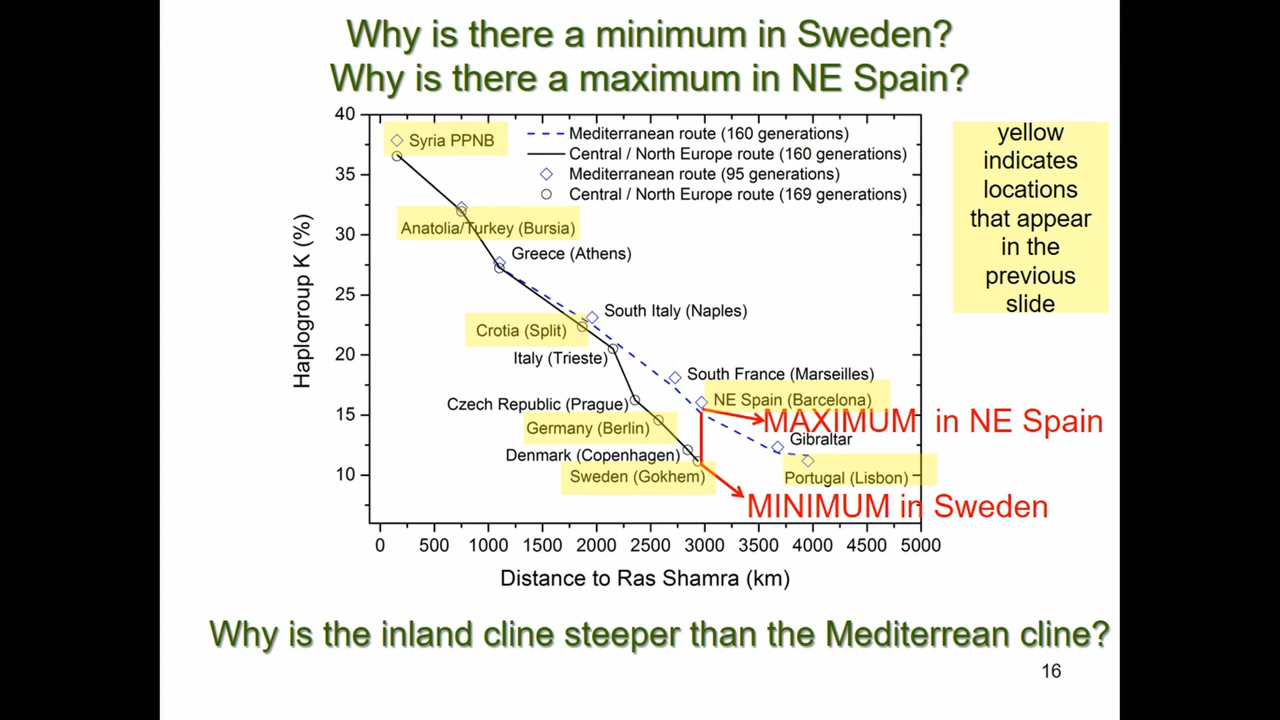 Why is there a minimum in Sweden?
Why is there a maximum in NE Spain?
40
35
30
25
20
15
10
Haplogroup K (%)
Mediterranean route (160 generations)
Central / North Europe route (160 generations)
Mediterranean route (95 generations)
Central / North Europe route (169 generations)
Syria PPNB
Anatolia/Turkey (Bursia)
Greece (Athens)
South Italy (Naples)
Crotia (Split)
Italy (Trieste)
South France (Marseilles)
NE Spain (Barcelona)
Czech Republic (Prague)
MAXIMUM in NE Spain
Germany (Berlin)
Gibraltar
Denmark (Copenhagen)
Sweden (Gokhem)
Portugal (Lisbon)
MINIMUM in Sweden
0 500 1000 1500 2000 2500 3000 3500 4000 4500 5000
Distance to Ras Shamra (km)
yellow
indicates
locations
that appear
in the
previous
slide
Why is the inland cline steeper than the Mediterrean cline?
16